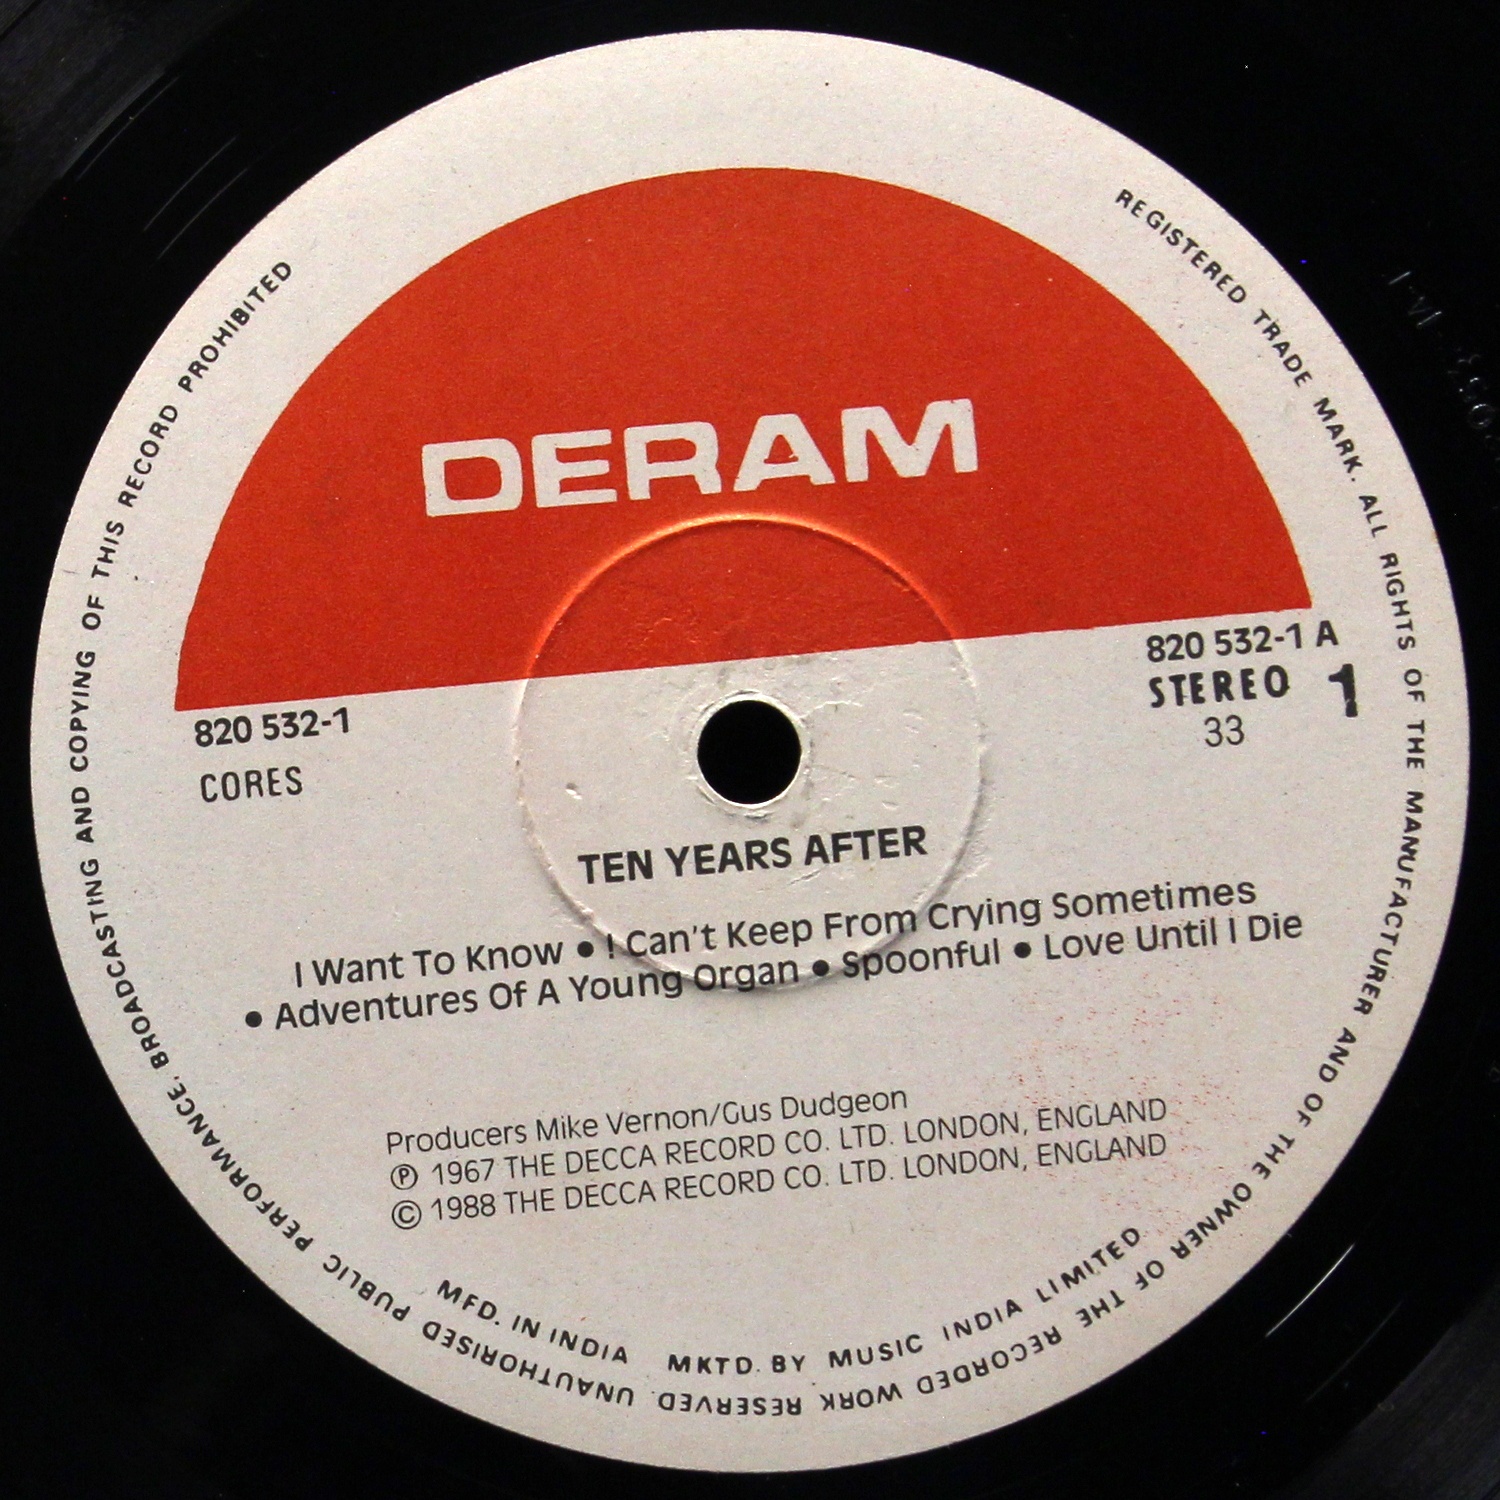 DERAM
820 532-1
CORES
820 532-1 A
STEREO 1
33
TEN YEARS AFTER
I Want To Know ● I Can't Keep From Crying Sometimes
● Adventures Of A Young Organ ● Spoonful ● Love Until I Die
Producers Mike Vernon/Gus Dudgeon
℗ 1967 THE DECCA RECORD CO. LTD. LONDON, ENGLAND
© 1988 THE DECCA RECORD CO. LTD. LONDON, ENGLAND
MFD. IN INDIA MKTD. BY MUSIC INDIA LIMITED
REGISTERED TRADE MARK. ALL RIGHTS OF THE MANUFACTURER AND OF THE OWNER OF THE RECORDED WORK RESERVED. UNAUTHORISED PUBLIC PERFORMANCE, BROADCASTING AND COPYING OF THIS RECORD PROHIBITED